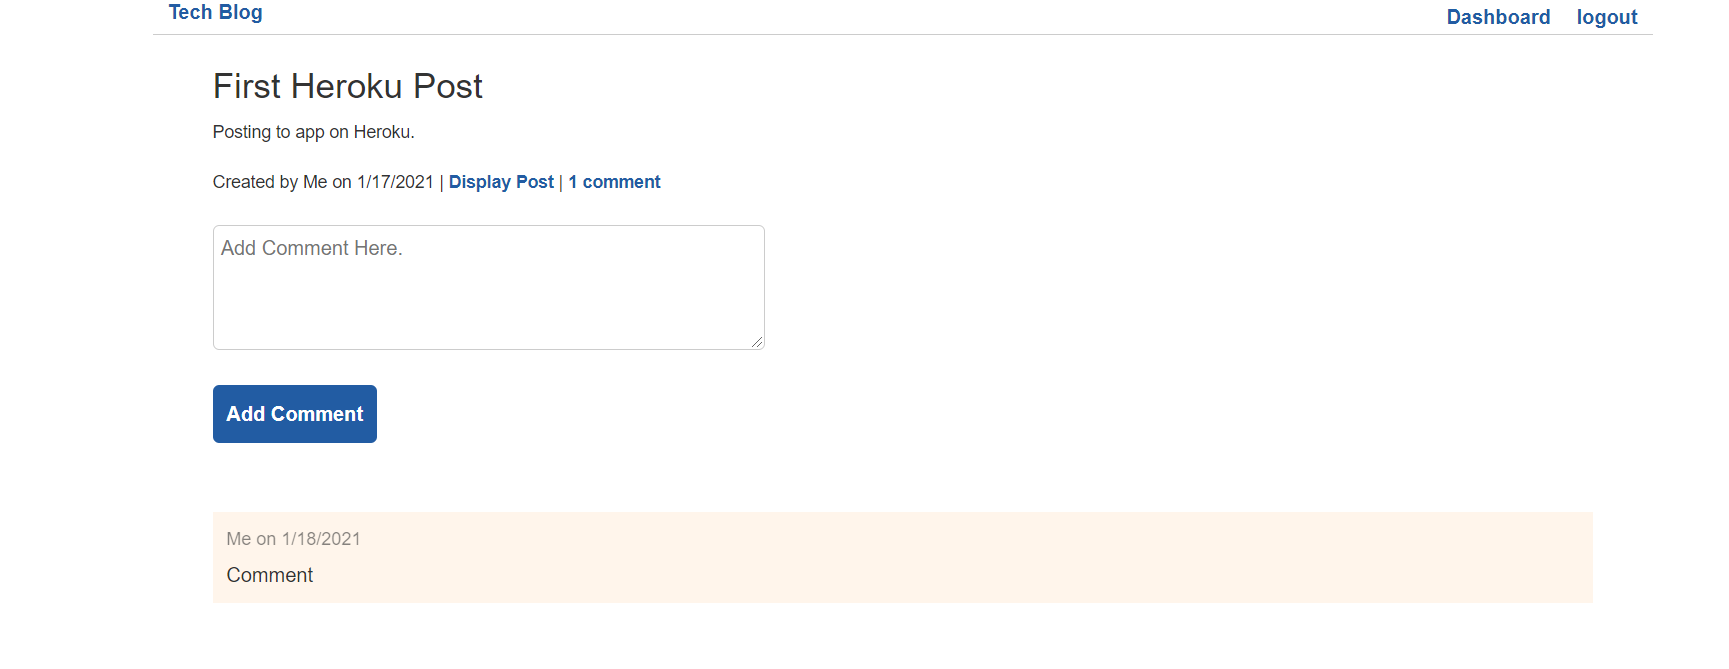 Tech Blog
Dashboard logout
First Heroku Post
Posting to app on Heroku.
Created by Me on 1/17/2021 | Display Post | 1 comment
Add Comment Here.
Add Comment
Me on 1/18/2021
Comment